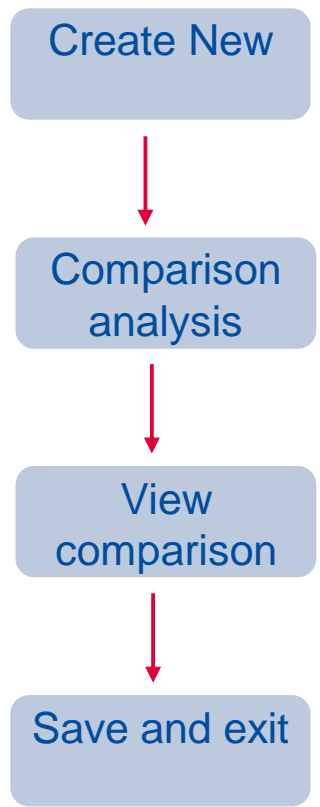 Create New
Comparison
analysis
View
comparison
Save and exit